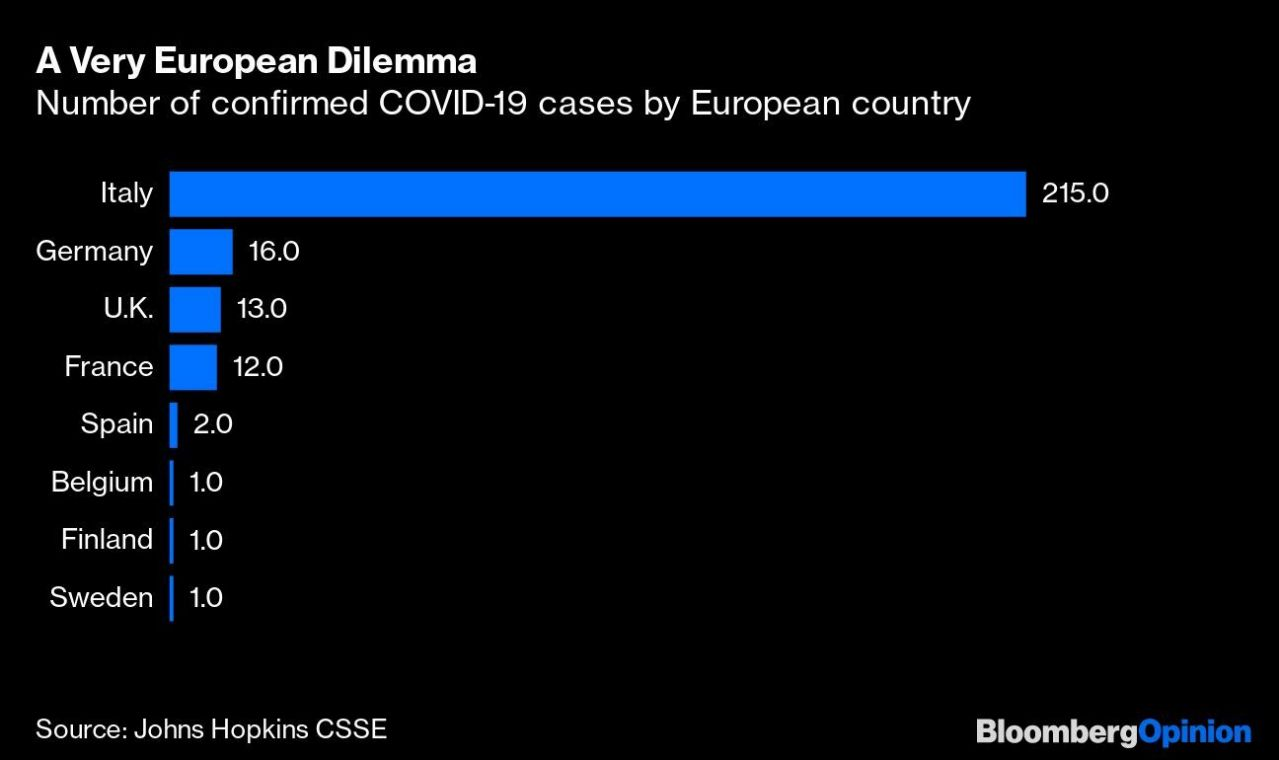 A Very European Dilemma
Number of confirmed COVID-19 cases by European country
Italy 215.0
Germany 16.0
U.K. 13.0
France 12.0
Spain 2.0
Belgium 1.0
Finland 1.0
Sweden 1.0
Source: Johns Hopkins CSSE
BloombergOpinion